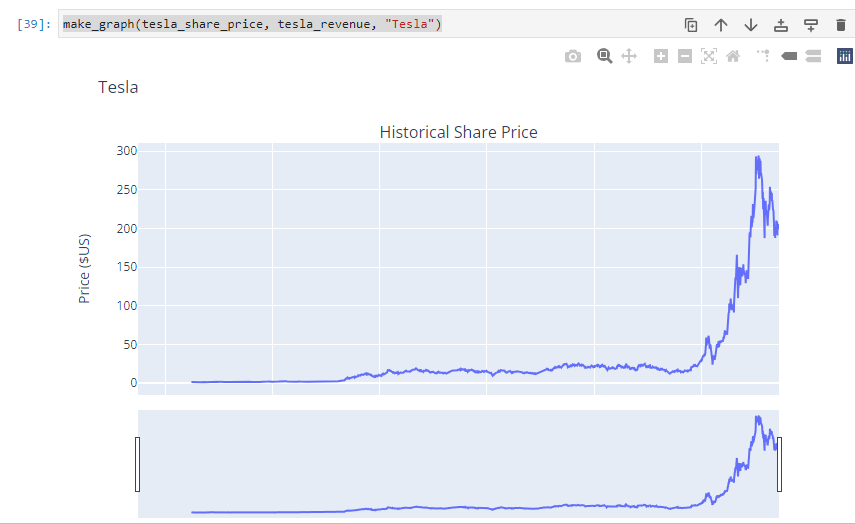 [39]: make_graph(tesla_share_price, tesla_revenue, "Tesla")
Tesla
Historical Share Price
Price ($US)
300
250
200
150
100
50
0